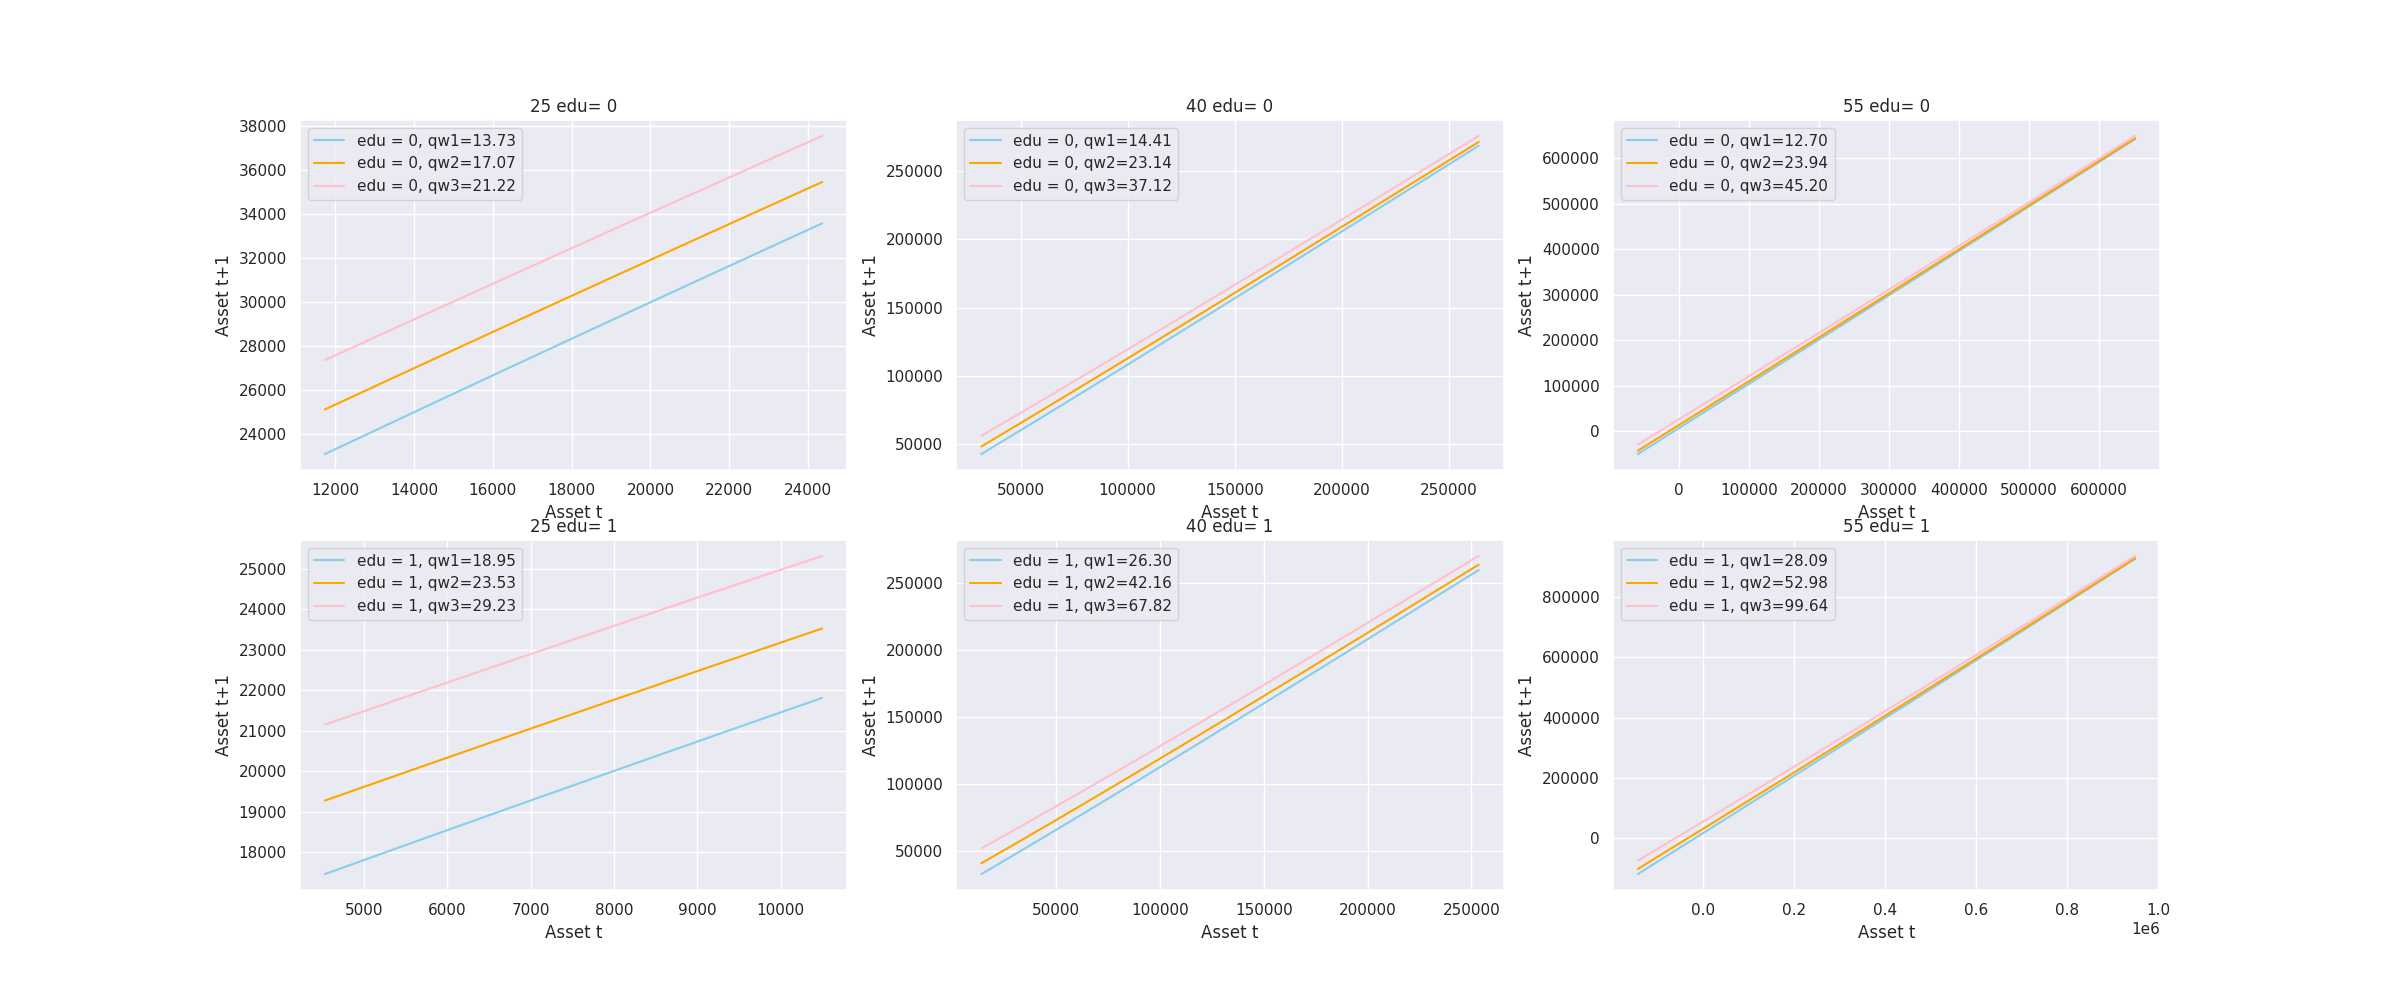 25 edu= 0
edu = 0, qw1=13.73
edu = 0, qw2=17.07
edu = 0, qw3=21.22
38000
36000
34000
32000
30000
28000
26000
24000
Asset t+1
12000 14000 16000 18000 20000 22000 24000
Asset t
40 edu= 0
edu = 0, qw1=14.41
edu = 0, qw2=23.14
edu = 0, qw3=37.12
250000
200000
150000
100000
50000
Asset t+1
50000 100000 150000 200000 250000
Asset t
55 edu= 0
edu = 0, qw1=12.70
edu = 0, qw2=23.94
edu = 0, qw3=45.20
600000
500000
400000
300000
200000
100000
0
Asset t+1
0 100000 200000 300000 400000 500000 600000
Asset t
25 edu= 1
edu = 1, qw1=18.95
edu = 1, qw2=23.53
edu = 1, qw3=29.23
25000
24000
23000
22000
21000
20000
19000
18000
Asset t+1
5000 6000 7000 8000 9000 10000
Asset t
40 edu= 1
edu = 1, qw1=26.30
edu = 1, qw2=42.16
edu = 1, qw3=67.82
250000
200000
150000
100000
50000
Asset t+1
50000 100000 150000 200000 250000
Asset t
55 edu= 1
edu = 1, qw1=28.09
edu = 1, qw2=52.98
edu = 1, qw3=99.64
800000
600000
400000
200000
0
Asset t+1
0.0 0.2 0.4 0.6 0.8 1.0
1e6
Asset t